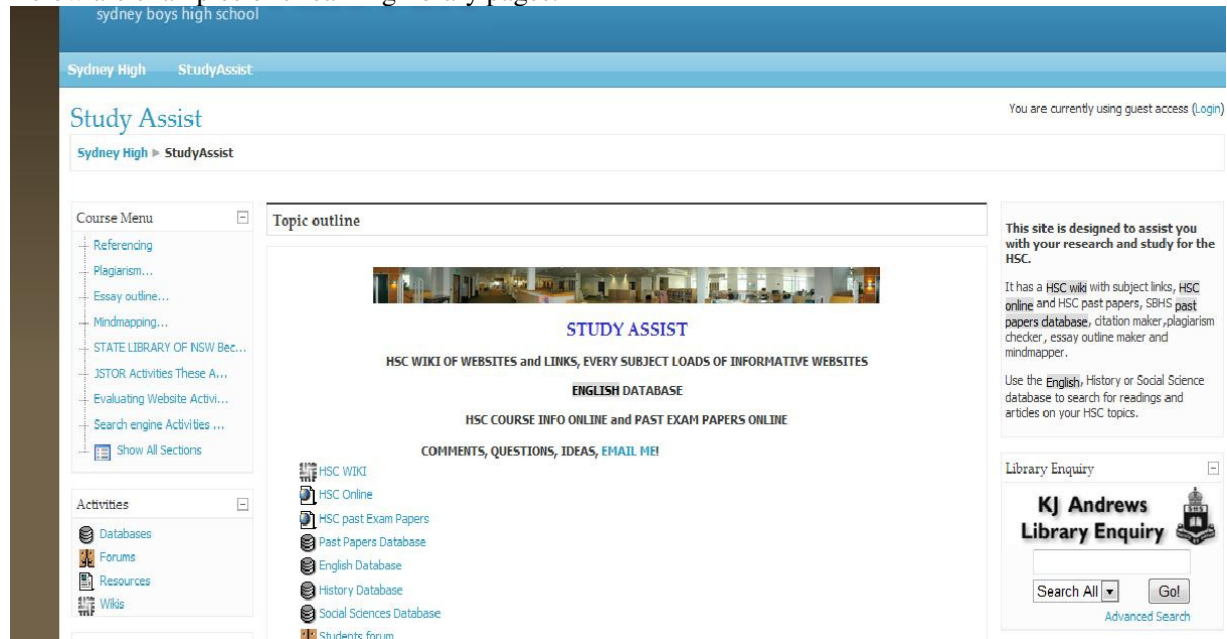 sydney boys high school
Sydney High StudyAssist
Study Assist
You are currently using guest access (Login)
Sydney High ▶ StudyAssist
Course Menu
Referencing
Plagiarism...
Essay outline...
Mindmapping...
STATE LIBRARY OF NSW Bec...
JSTOR Activities These A...
Evaluating Website Activi...
Search engine Activities ...
Show All Sections
Activities
Databases
Forums
Resources
Wikis
Topic outline
STUDY ASSIST
HSC WIKI OF WEBSITES and LINKS, EVERY SUBJECT LOADS OF INFORMATIVE WEBSITES
ENGLISH DATABASE
HSC COURSE INFO ONLINE and PAST EXAM PAPERS ONLINE
COMMENTS, QUESTIONS, IDEAS, EMAIL ME!
HSC WIKI
HSC Online
HSC past Exam Papers
Past Papers Database
English Database
History Database
Social Sciences Database
Students forum
This site is designed to assist you
with your research and study for the
HSC.
It has a HSC wiki with subject links, HSC
online and HSC past papers, SBHS past
papers database, citation maker,plagiarism
checker, essay outline maker and
mindmapper.
Use the English, History or Social Science
database to search for readings and
articles on your HSC topics.
Library Enquiry
KJ Andrews
Library Enquiry
SHS
Search All
Go!
Advanced Search